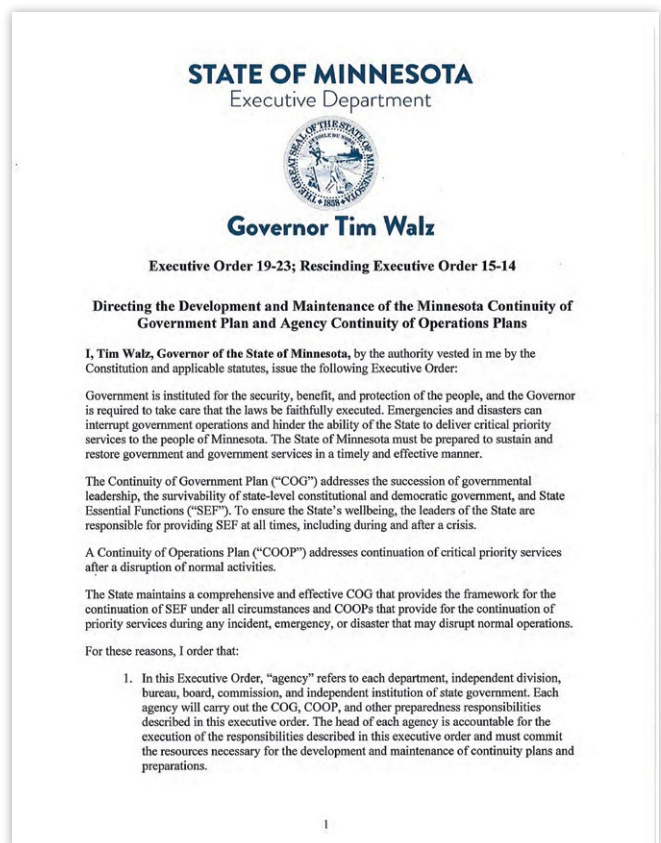 STATE OF MINNESOTA
Executive Department
THE GREAT SEAL OF THE STATE OF MINNESOTA
L'ETOILE DU NORD
1858
Governor Tim Walz
Executive Order 19-23; Rescinding Executive Order 15-14
Directing the Development and Maintenance of the Minnesota Continuity of
Government Plan and Agency Continuity of Operations Plans
I, Tim Walz, Governor of the State of Minnesota, by the authority vested in me by the
Constitution and applicable statutes, issue the following Executive Order:
Government is instituted for the security, benefit, and protection of the people, and the Governor
is required to take care that the laws be faithfully executed. Emergencies and disasters can
interrupt government operations and hinder the ability of the State to deliver critical priority
services to the people of Minnesota. The State of Minnesota must be prepared to sustain and
restore government and government services in a timely and effective manner.
The Continuity of Government Plan (“COG”) addresses the succession of governmental
leadership, the survivability of state-level constitutional and democratic government, and State
Essential Functions (“SEF”). To ensure the State’s wellbeing, the leaders of the State are
responsible for providing SEF at all times, including during and after a crisis.
A Continuity of Operations Plan (“COOP”) addresses continuation of critical priority services
after a disruption of normal activities.
The State maintains a comprehensive and effective COG that provides the framework for the
continuation of SEF under all circumstances and COOPs that provide for the continuation of
priority services during any incident, emergency, or disaster that may disrupt normal operations.
For these reasons, I order that:
1. In this Executive Order, “agency” refers to each department, independent division,
bureau, board, commission, and independent institution of state government. Each
agency will carry out the COG, COOP, and other preparedness responsibilities
described in this executive order. The head of each agency is accountable for the
execution of the responsibilities described in this executive order and must commit
the resources necessary for the development and maintenance of continuity plans and
preparations.
1